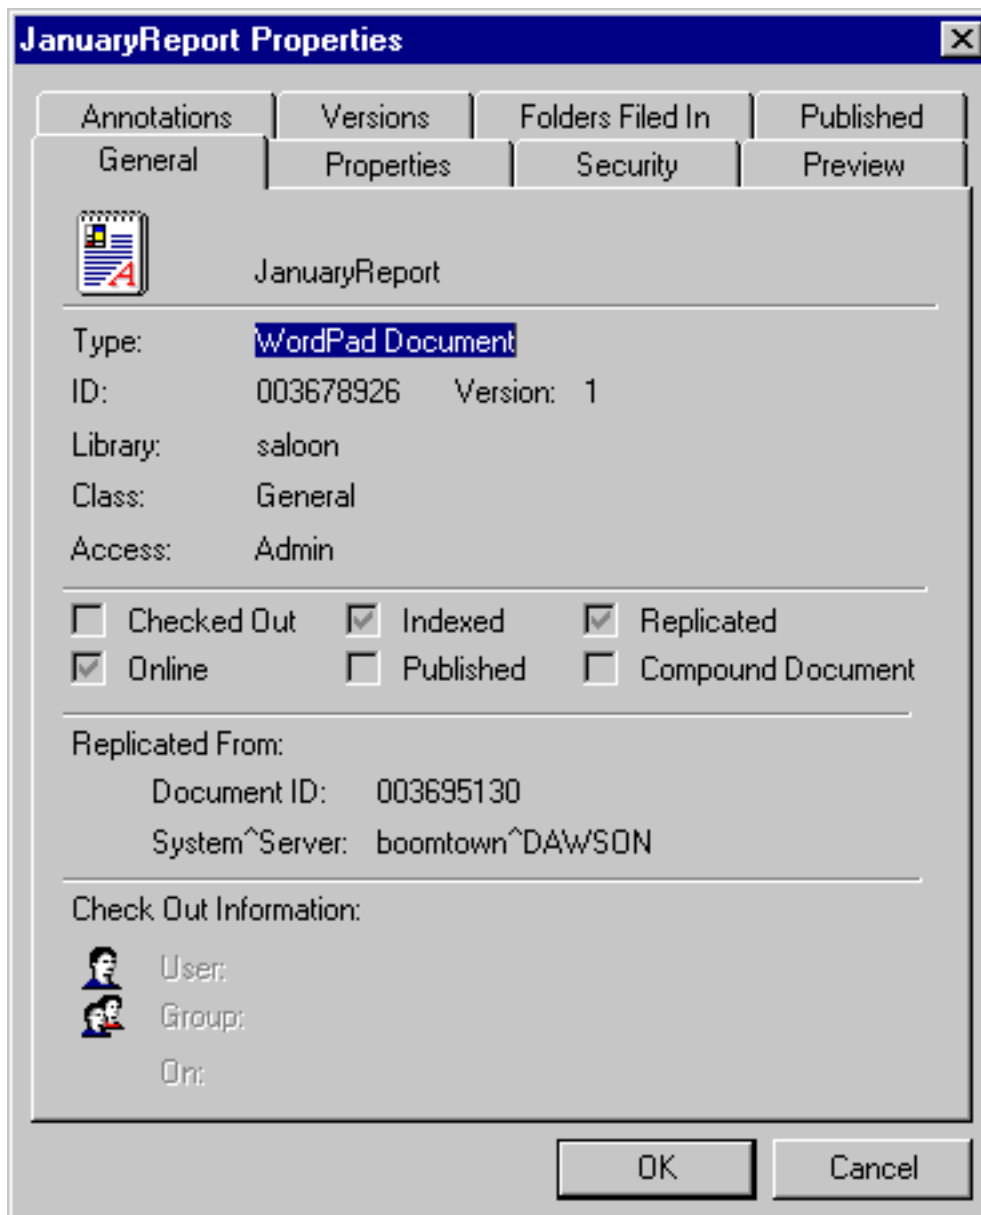 JanuaryReport Properties
Annotations Versions Folders Filed In Published
General Properties Security Preview
JanuaryReport
Type: WordPad Document
ID: 003678926 Version: 1
Library: saloon
Class: General
Access: Admin
Checked Out Indexed Replicated
Online Published Compound Document
Replicated From:
Document ID: 003695130
System^Server: boomtown^DAWSON
Check Out Information:
User:
Group:
On:
OK Cancel